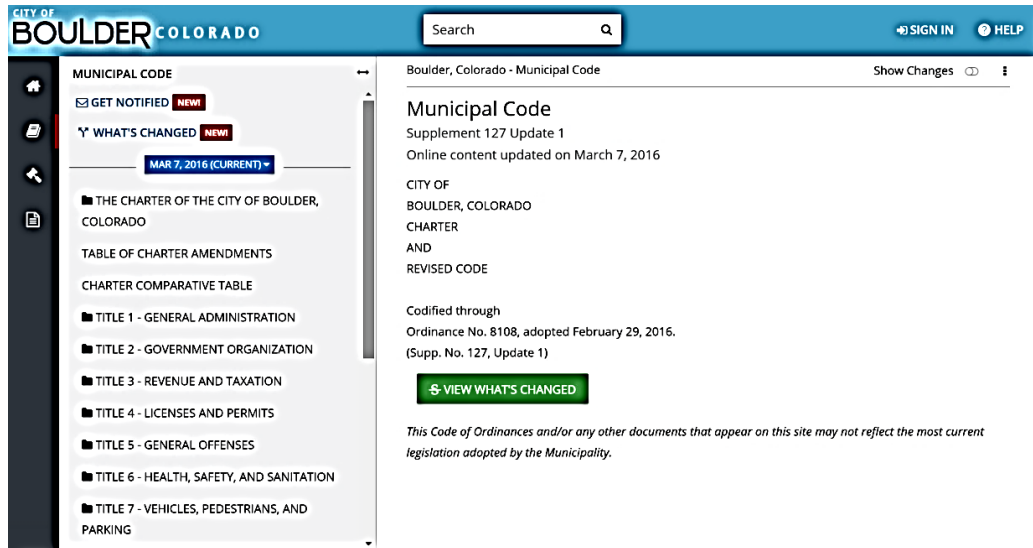 CITY OF
BOULDER COLORADO
Search
SIGN IN
HELP
MUNICIPAL CODE
GET NOTIFIED NEW!
WHAT'S CHANGED NEW!
MAR 7, 2016 (CURRENT)
THE CHARTER OF THE CITY OF BOULDER,
COLORADO
TABLE OF CHARTER AMENDMENTS
CHARTER COMPARATIVE TABLE
TITLE 1 - GENERAL ADMINISTRATION
TITLE 2 - GOVERNMENT ORGANIZATION
TITLE 3 - REVENUE AND TAXATION
TITLE 4 - LICENSES AND PERMITS
TITLE 5 - GENERAL OFFENSES
TITLE 6 - HEALTH, SAFETY, AND SANITATION
TITLE 7 - VEHICLES, PEDESTRIANS, AND
PARKING
Boulder, Colorado - Municipal Code
Show Changes
Municipal Code
Supplement 127 Update 1
Online content updated on March 7, 2016
CITY OF
BOULDER, COLORADO
CHARTER
AND
REVISED CODE
Codified through
Ordinance No. 8108, adopted February 29, 2016.
(Supp. No. 127, Update 1)
VIEW WHAT'S CHANGED
This Code of Ordinances and/or any other documents that appear on this site may not reflect the most current
legislation adopted by the Municipality.